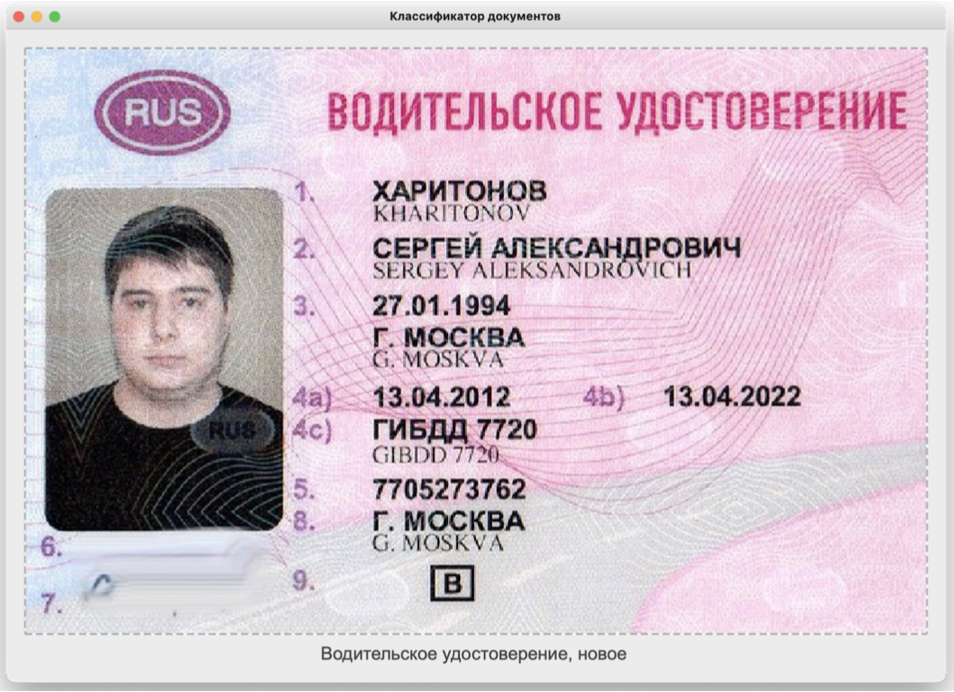 Классификатор документов
RUS
ВОДИТЕЛЬСКОЕ УДОСТОВЕРЕНИЕ
1. ХАРИТОНОВ
KHARITONOV
2. СЕРГЕЙ АЛЕКСАНДРОВИЧ
SERGEY ALEKSANDROVICH
3. 27.01.1994
Г. МОСКВА
G. MOSKVA
4a) 13.04.2012 4b) 13.04.2022
4c) ГИБДД 7720
GIBDD 7720
5. 7705273762
8. Г. МОСКВА
G. MOSKVA
9. B
RUS
6.
7.
Водительское удостоверение, новое